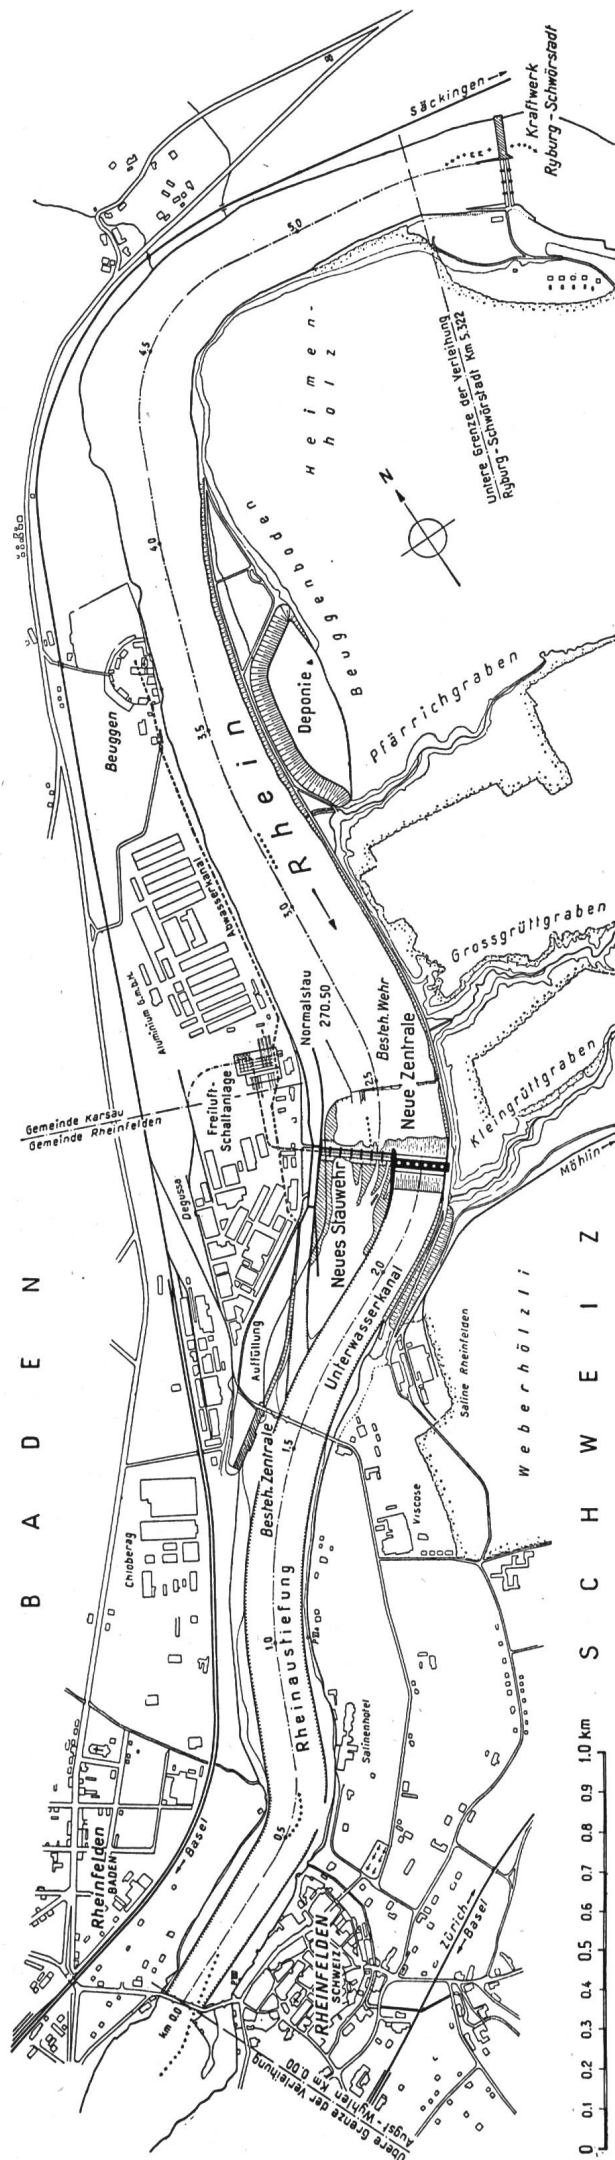 Säckingen
Kraftwerk
Ryburg-Schwörstadt
5.0
4.5
Heimen-
holz
Untere Grenze der Verleihung
Ryburg-Schwörstadt Km 5.322
N
4.0
Beuggenboden
Beuggen
Deponie
Pfärrichgraben
3.5
Rhein
Abwasserkanal
Aluminium G.m.b.H.
3.0
Grossgrüttgraben
Normalstau
270.50
Besteh. Wehr
Neue Zentrale
2.5
Gemeinde Karsau
Gemeinde Rheinfelden
Freiluft-
Schaltanlage
Kleingrüttgraben
Möhlin
Degussa
Neues Stauwehr
2.0
Unterwasserkanal
Auffüllung
Saline Rheinfelden
Weberhölzli
BADEN
SCHWEIZ
Besteh. Zentrale
1.5
Viscose
Chloberag
1.0
Rheinaustiefung
Salinenhotel
0.5
Rheinfelden
BADEN
Basel
RHEINFELDEN
SCHWEIZ
Zürich
Basel
km 0.0
Obere Grenze der Verleihung
Augst-Wyhlen Km 0.00
0 0.1 0.2 0.3 0.4 0.5 0.6 0.7 0.8 0.9 1.0 km